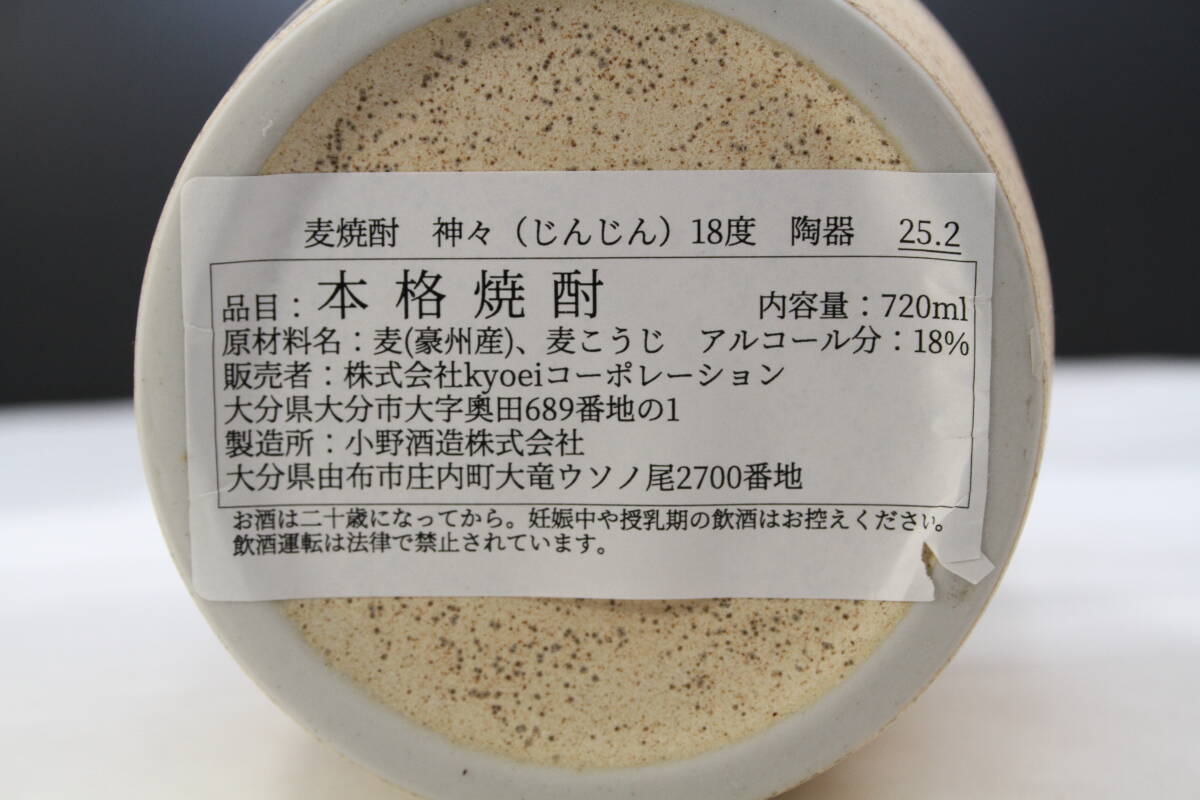 麦焼酎　神々（じんじん）18度　陶器　25.2
品目：本格焼酎　内容量：720ml
原材料名：麦(豪州産)、麦こうじ　アルコール分：18%
販売者：株式会社kyoeiコーポレーション
大分県大分市大字奥田689番地の1
製造所：小野酒造株式会社
大分県由布市庄内町大竜ウソノ尾2700番地
お酒は二十歳になってから。妊娠中や授乳期の飲酒はお控えください。
飲酒運転は法律で禁止されています。